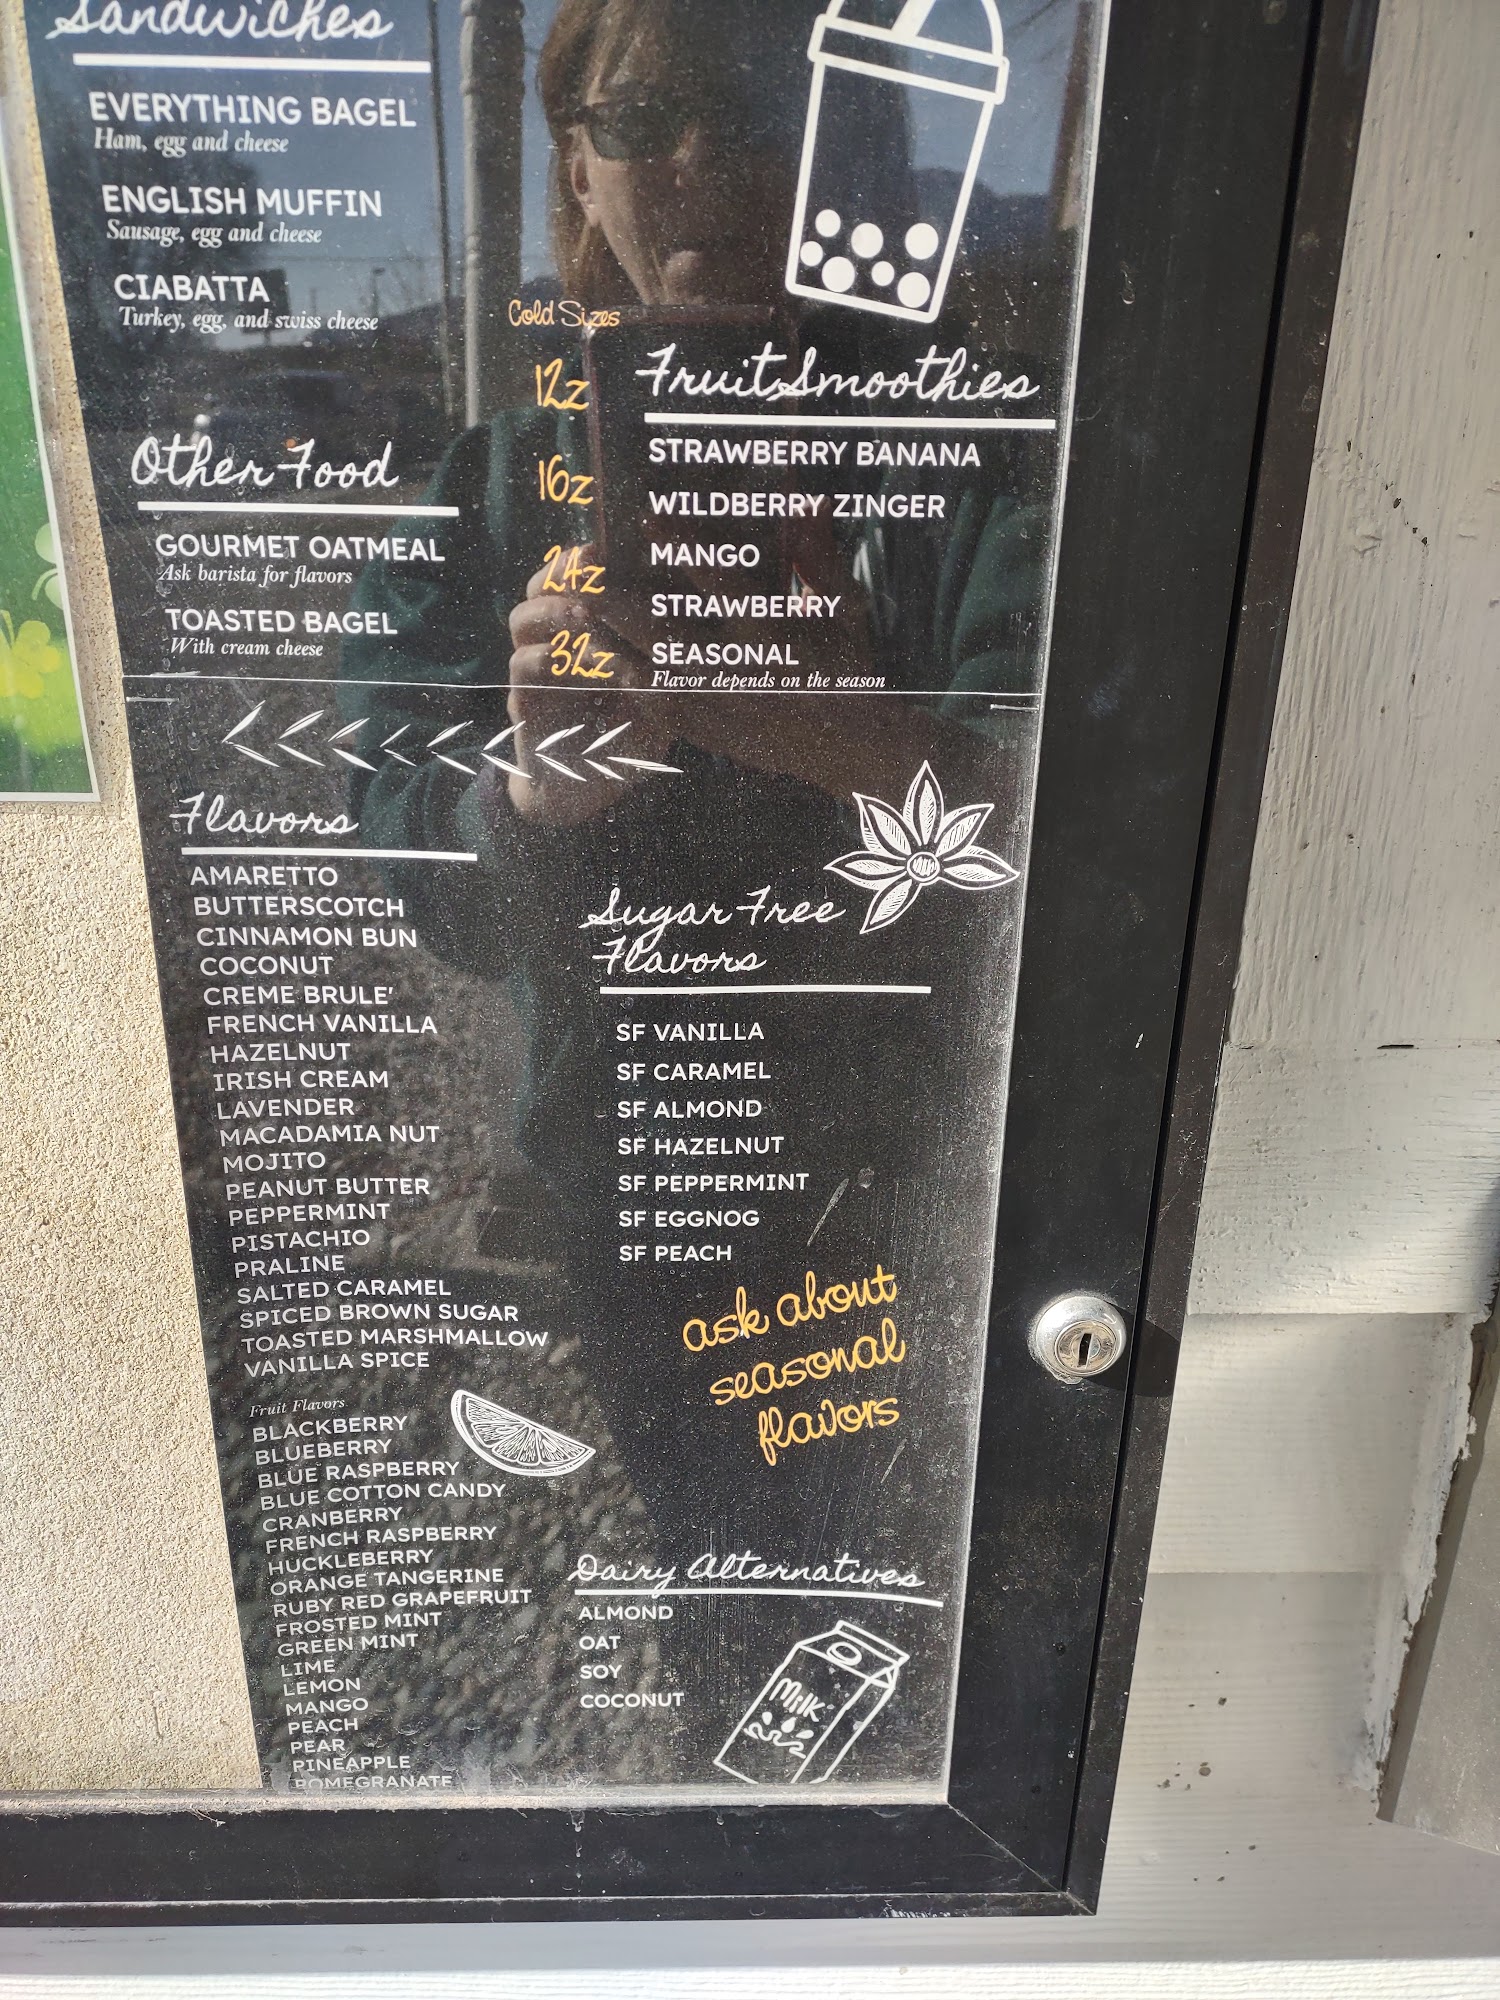 Sandwiches
EVERYTHING BAGEL
Ham, egg and cheese
ENGLISH MUFFIN
Sausage, egg and cheese
CIABATTA
Turkey, egg, and swiss cheese
Other Food
GOURMET OATMEAL
Ask barista for flavors
TOASTED BAGEL
With cream cheese
Cold Sizes
12z
16z
24z
32z
Fruit Smoothies
STRAWBERRY BANANA
WILDBERRY ZINGER
MANGO
STRAWBERRY
SEASONAL
Flavor depends on the season
Flavors
AMARETTO
BUTTERSCOTCH
CINNAMON BUN
COCONUT
CREME BRULE'
FRENCH VANILLA
HAZELNUT
IRISH CREAM
LAVENDER
MACADAMIA NUT
MOJITO
PEANUT BUTTER
PEPPERMINT
PISTACHIO
PRALINE
SALTED CARAMEL
SPICED BROWN SUGAR
TOASTED MARSHMALLOW
VANILLA SPICE
Fruit Flavors
BLACKBERRY
BLUEBERRY
BLUE RASPBERRY
BLUE COTTON CANDY
CRANBERRY
FRENCH RASPBERRY
HUCKLEBERRY
ORANGE TANGERINE
RUBY RED GRAPEFRUIT
FROSTED MINT
GREEN MINT
LIME
LEMON
MANGO
PEACH
PEAR
PINEAPPLE
POMEGRANATE
Sugar Free
Flavors
SF VANILLA
SF CARAMEL
SF ALMOND
SF HAZELNUT
SF PEPPERMINT
SF EGGNOG
SF PEACH
ask about
seasonal
flavors
Dairy Alternatives
ALMOND
OAT
SOY
COCONUT
Milk